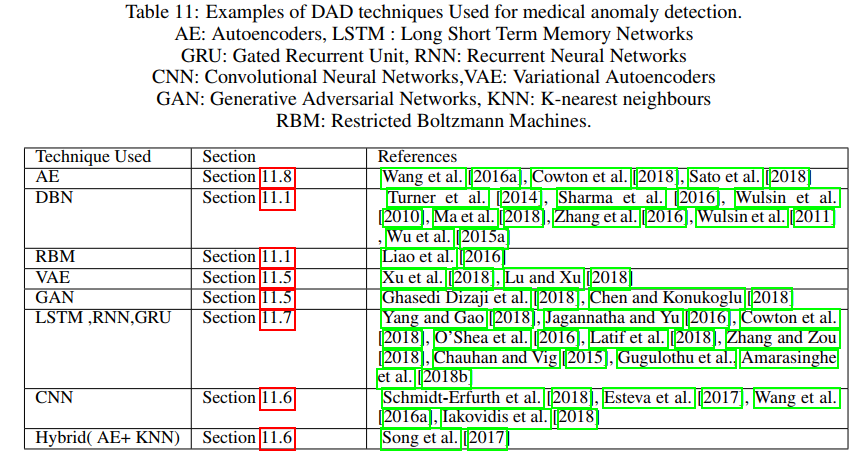 Table 11: Examples of DAD techniques Used for medical anomaly detection.
AE: Autoencoders, LSTM : Long Short Term Memory Networks
GRU: Gated Recurrent Unit, RNN: Recurrent Neural Networks
CNN: Convolutional Neural Networks,VAE: Variational Autoencoders
GAN: Generative Adversarial Networks, KNN: K-nearest neighbours
RBM: Restricted Boltzmann Machines.
Technique Used Section References
AE Section 11.8 Wang et al. [2016a], Cowton et al. [2018], Sato et al. [2018]
DBN Section 11.1 Turner et al. [2014], Sharma et al. [2016], Wulsin et al.
[2010], Ma et al. [2018], Zhang et al. [2016], Wulsin et al. [2011]
, Wu et al. [2015a]
RBM Section 11.1 Liao et al. [2016]
VAE Section 11.5 Xu et al. [2018], Lu and Xu [2018]
GAN Section 11.5 Ghasedi Dizaji et al. [2018], Chen and Konukoglu [2018]
LSTM ,RNN,GRU Section 11.7 Yang and Gao [2018], Jagannatha and Yu [2016], Cowton et al.
[2018], O'Shea et al. [2016], Latif et al. [2018], Zhang and Zou
[2018], Chauhan and Vig [2015], Gugulothu et al., Amarasinghe
et al. [2018b]
CNN Section 11.6 Schmidt-Erfurth et al. [2018], Esteva et al. [2017], Wang et al.
[2016a], Iakovidis et al. [2018]
Hybrid( AE+ KNN) Section 11.6 Song et al. [2017]